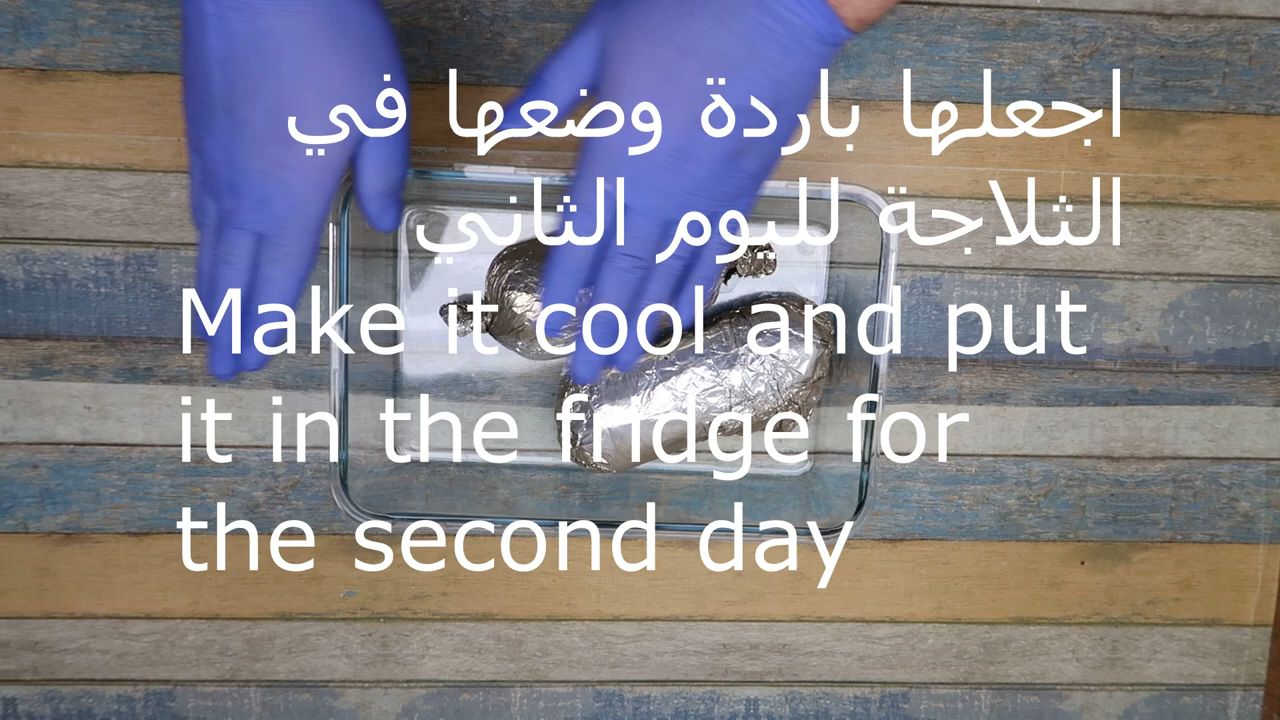 اجعلها باردة وضعها في
الثلاجة لليوم الثاني
Make it cool and put
it in the fridge for
the second day